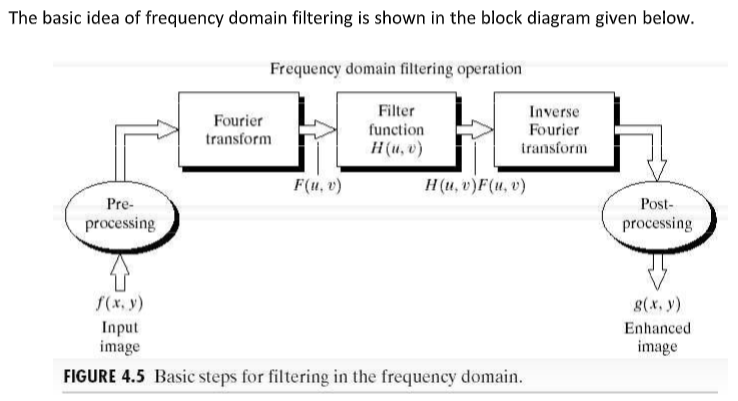 The basic idea of frequency domain filtering is shown in the block diagram given below.
Frequency domain filtering operation
Fourier
transform
Filter
function
H(u, v)
Inverse
Fourier
transform
F(u, v)
H(u, v)F(u, v)
Pre-
processing
Post-
processing
f(x, y)
Input
image
g(x, y)
Enhanced
image
FIGURE 4.5 Basic steps for filtering in the frequency domain.